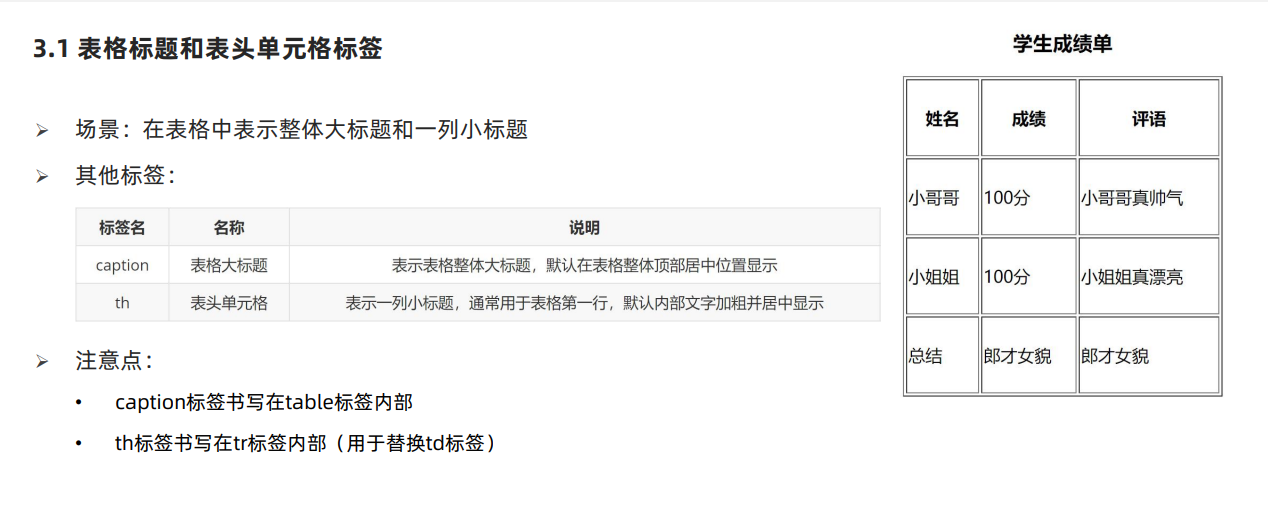 3.1 表格标题和表头单元格标签
场景：在表格中表示整体大标题和一列小标题
其他标签：
标签名 名称 说明
caption 表格大标题 表示表格整体大标题，默认在表格整体顶部居中位置显示
th 表头单元格 表示一列小标题，通常用于表格第一行，默认内部文字加粗并居中显示
注意点：
• caption标签书写在table标签内部
• th标签书写在tr标签内部（用于替换td标签）
学生成绩单
姓名 成绩 评语
小哥哥 100分 小哥哥真帅气
小姐姐 100分 小姐姐真漂亮
总结 郎才女貌 郎才女貌